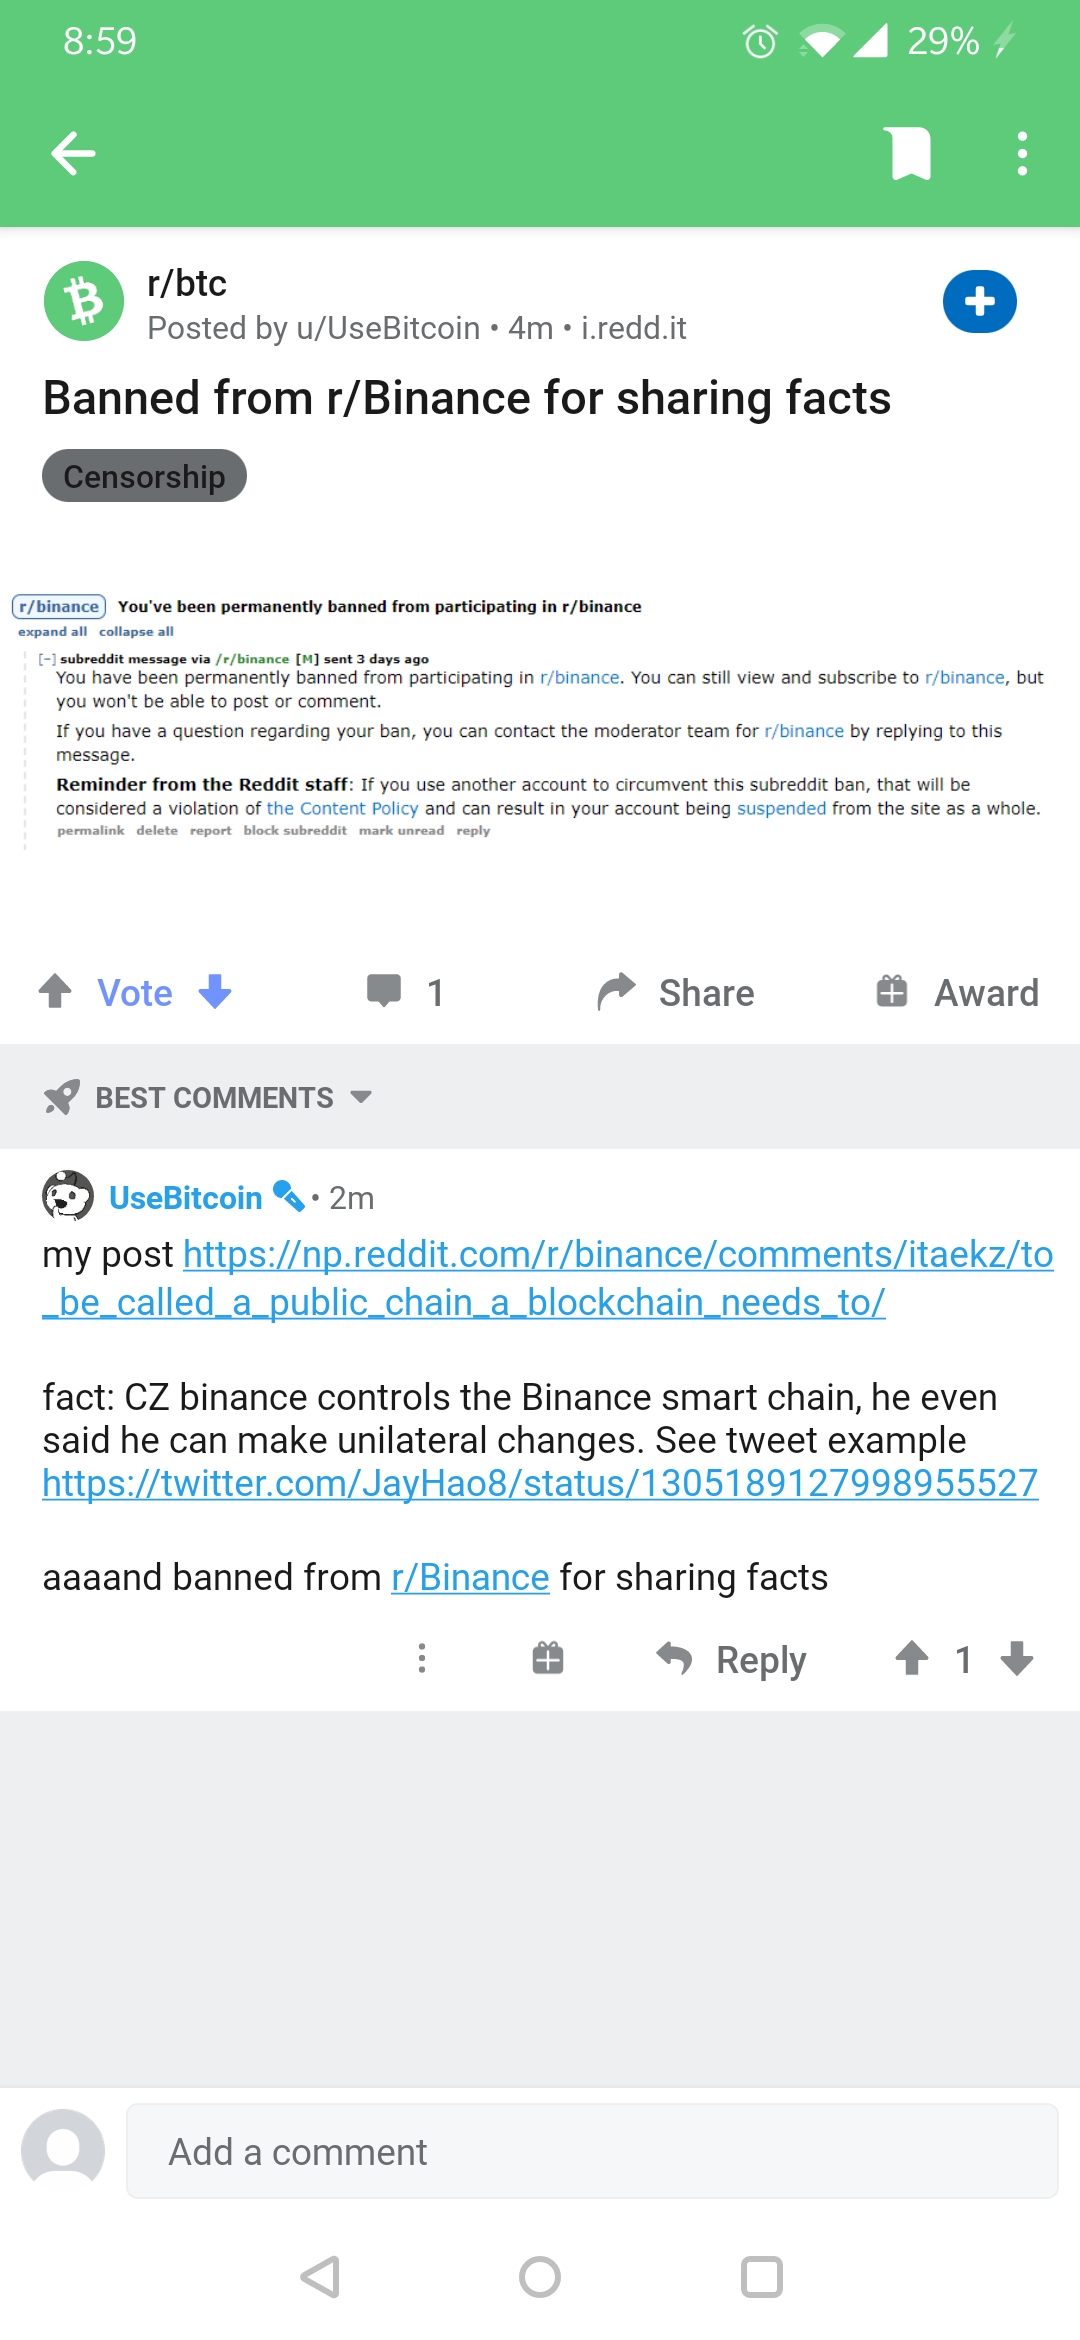 8:59
29%
r/btc
Posted by u/UseBitcoin • 4m • i.redd.it
Banned from r/Binance for sharing facts
Censorship
r/binance You've been permanently banned from participating in r/binance
expand all collapse all
[-] subreddit message via /r/binance [M] sent 3 days ago
You have been permanently banned from participating in r/binance. You can still view and subscribe to r/binance, but
you won't be able to post or comment.
If you have a question regarding your ban, you can contact the moderator team for r/binance by replying to this
message.
Reminder from the Reddit staff: If you use another account to circumvent this subreddit ban, that will be
considered a violation of the Content Policy and can result in your account being suspended from the site as a whole.
permalink delete report block subreddit mark unread reply
Vote 1 Share Award
BEST COMMENTS
UseBitcoin • 2m
my post https://np.reddit.com/r/binance/comments/itaekz/to
_be_called_a_public_chain_a_blockchain_needs_to/
fact: CZ binance controls the Binance smart chain, he even
said he can make unilateral changes. See tweet example
https://twitter.com/JayHao8/status/1305189127998955527
aaaand banned from r/Binance for sharing facts
Reply 1
Add a comment